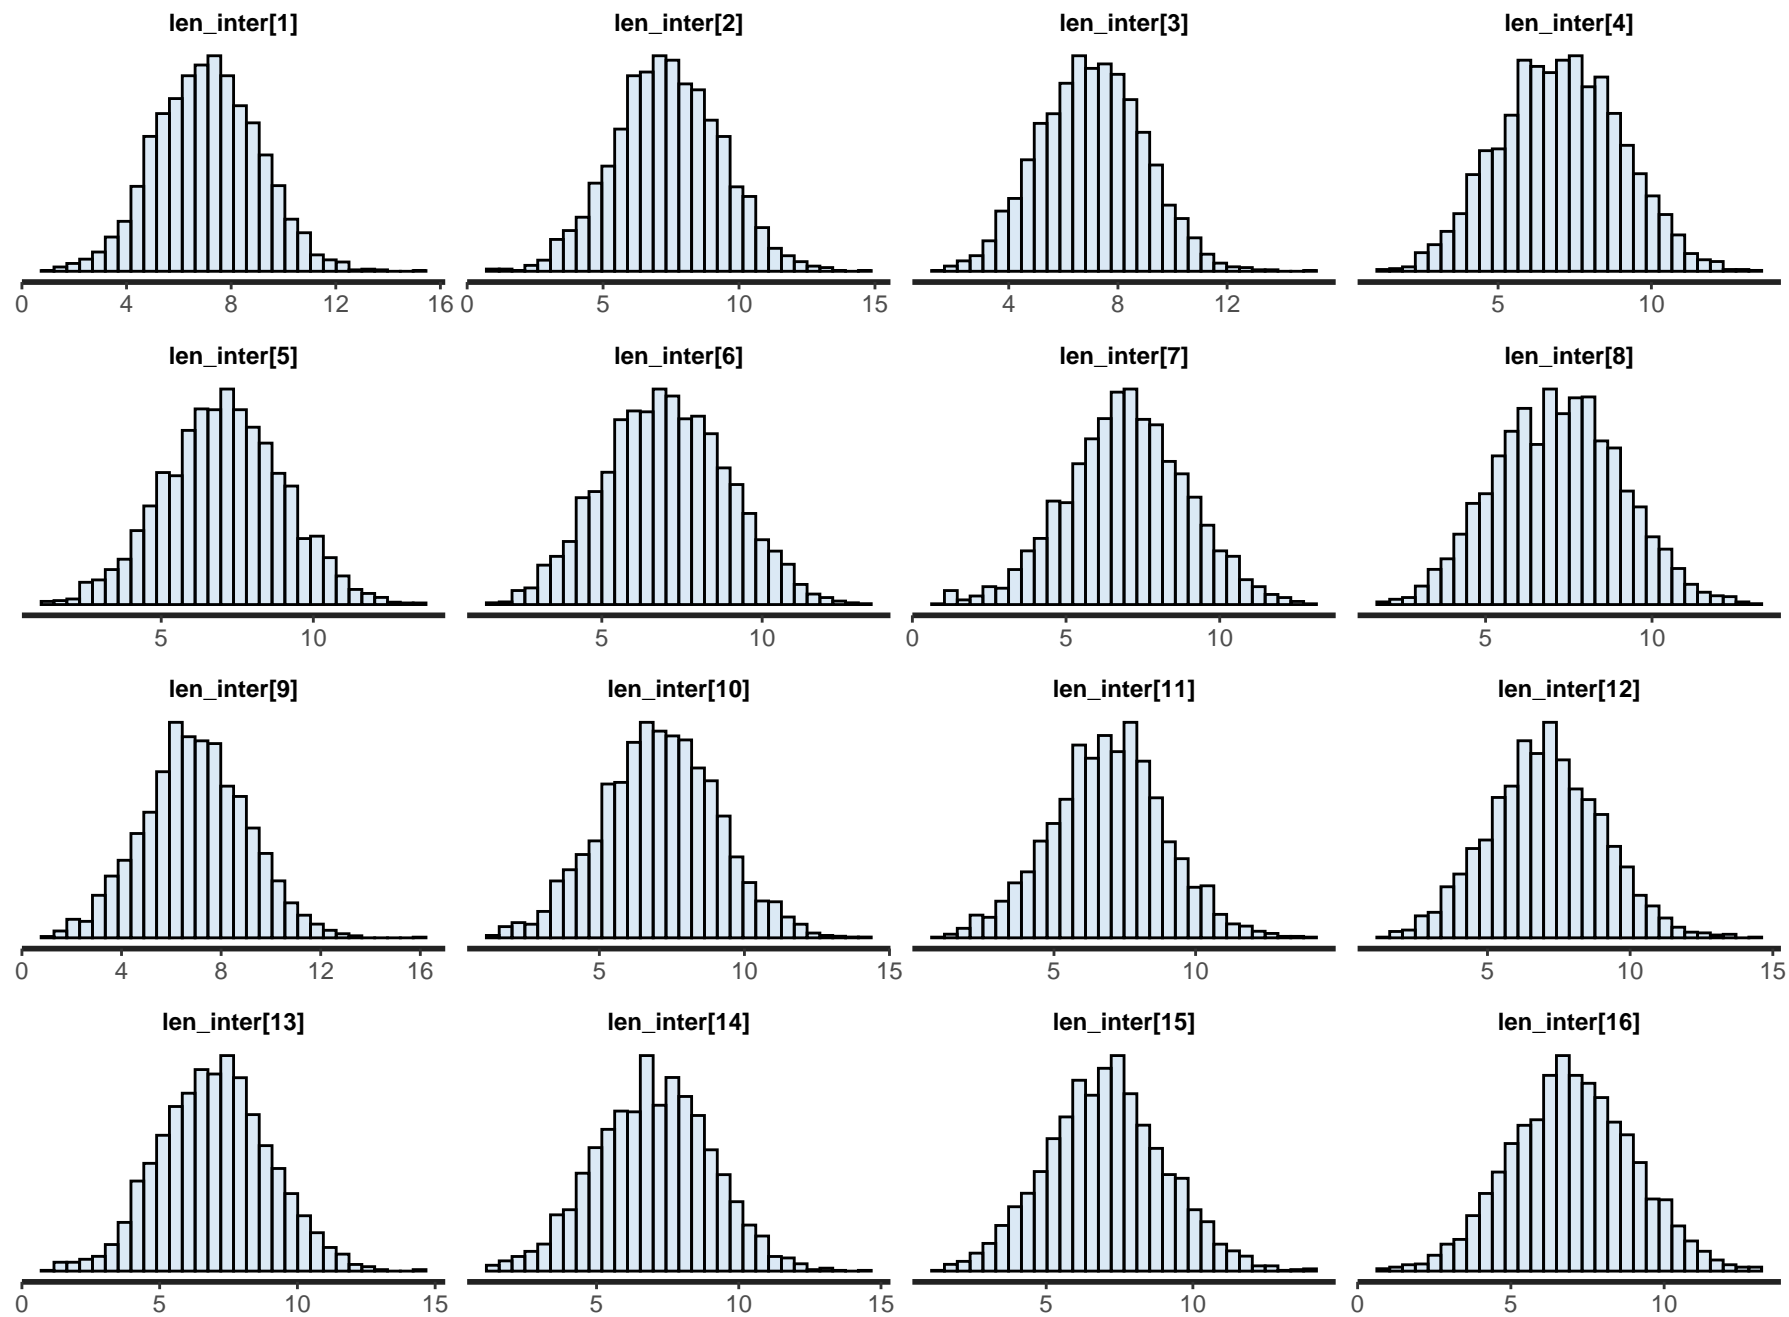 len_inter[1] len_inter[2] len_inter[3] len_inter[4]
0 4 8 12 16 0 5 10 15 4 8 12 5 10
len_inter[5] len_inter[6] len_inter[7] len_inter[8]
5 10 5 10 0 5 10 5 10
len_inter[9] len_inter[10] len_inter[11] len_inter[12]
0 4 8 12 16 5 10 15 5 10 5 10 15
len_inter[13] len_inter[14] len_inter[15] len_inter[16]
0 5 10 15 5 10 15 5 10 0 5 10